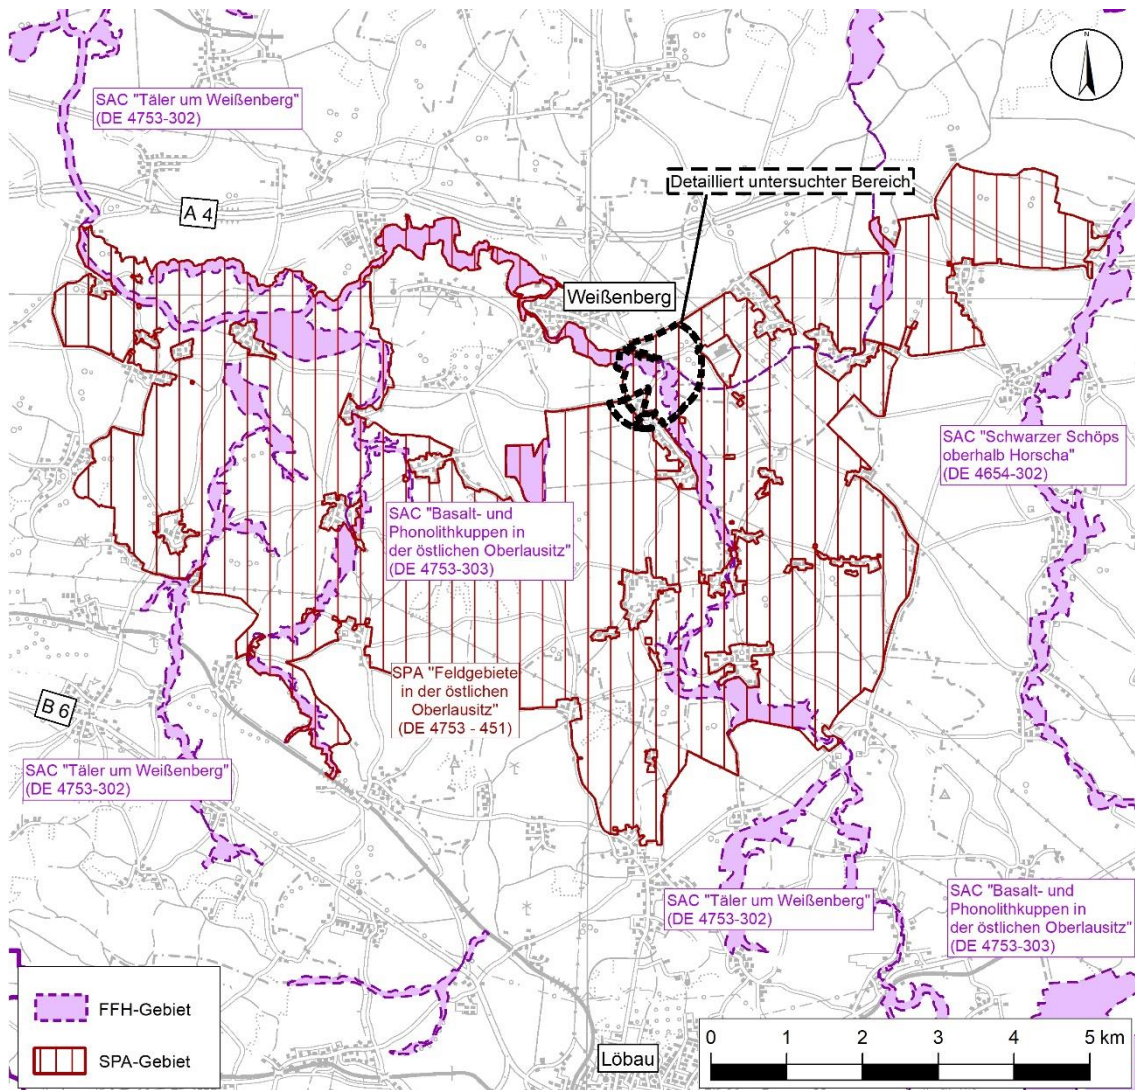 N
SAC "Täler um Weißenberg"
(DE 4753-302)
Detailliert untersuchter Bereich
A 4
Weißenberg
SAC "Schwarzer Schöps
oberhalb Horscha"
(DE 4654-302)
SAC "Basalt- und
Phonolithkuppen in
der östlichen Oberlausitz"
(DE 4753-303)
SPA "Feldgebiete
in der östlichen
Oberlausitz"
(DE 4753 - 451)
B 6
SAC "Täler um Weißenberg"
(DE 4753-302)
SAC "Täler um Weißenberg"
(DE 4753-302)
SAC "Basalt- und
Phonolithkuppen in
der östlichen Oberlausitz"
(DE 4753-303)
FFH-Gebiet
SPA-Gebiet
Löbau
0 1 2 3 4 5 km